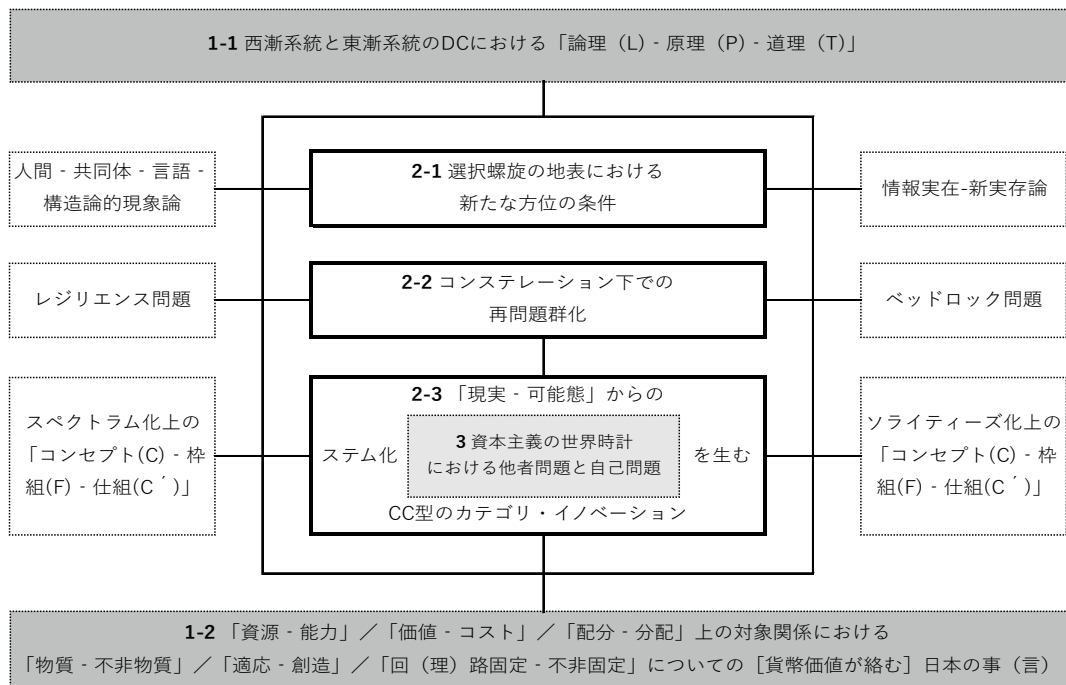 1-1 西漸系統と東漸系統のDCにおける「論理（L）- 原理（P）- 道理（T）」
人間 - 共同体 - 言語 -
構造論的現象論
2-1 選択螺旋の地表における
新たな方位の条件
情報実在-新実存論
レジリエンス問題
2-2 コンステレーション下での
再問題群化
ベッドロック問題
スペクトラム化上の
「コンセプト(C) - 枠
組(F) - 仕組(C´)」
2-3 「現実 - 可能態」からの
ステム化
3 資本主義の世界時計
における他者問題と自己問題
を生む
CC型のカテゴリ・イノベーション
ソライティーズ化上の
「コンセプト(C) - 枠
組(F) - 仕組(C´)」
1-2 「資源 - 能力」／「価値 - コスト」／「配分 - 分配」上の対象関係における
「物質 - 不非物質」／「適応 - 創造」／「回（理）路固定 - 不非固定」についての［貨幣価値が絡む］日本の事（言）